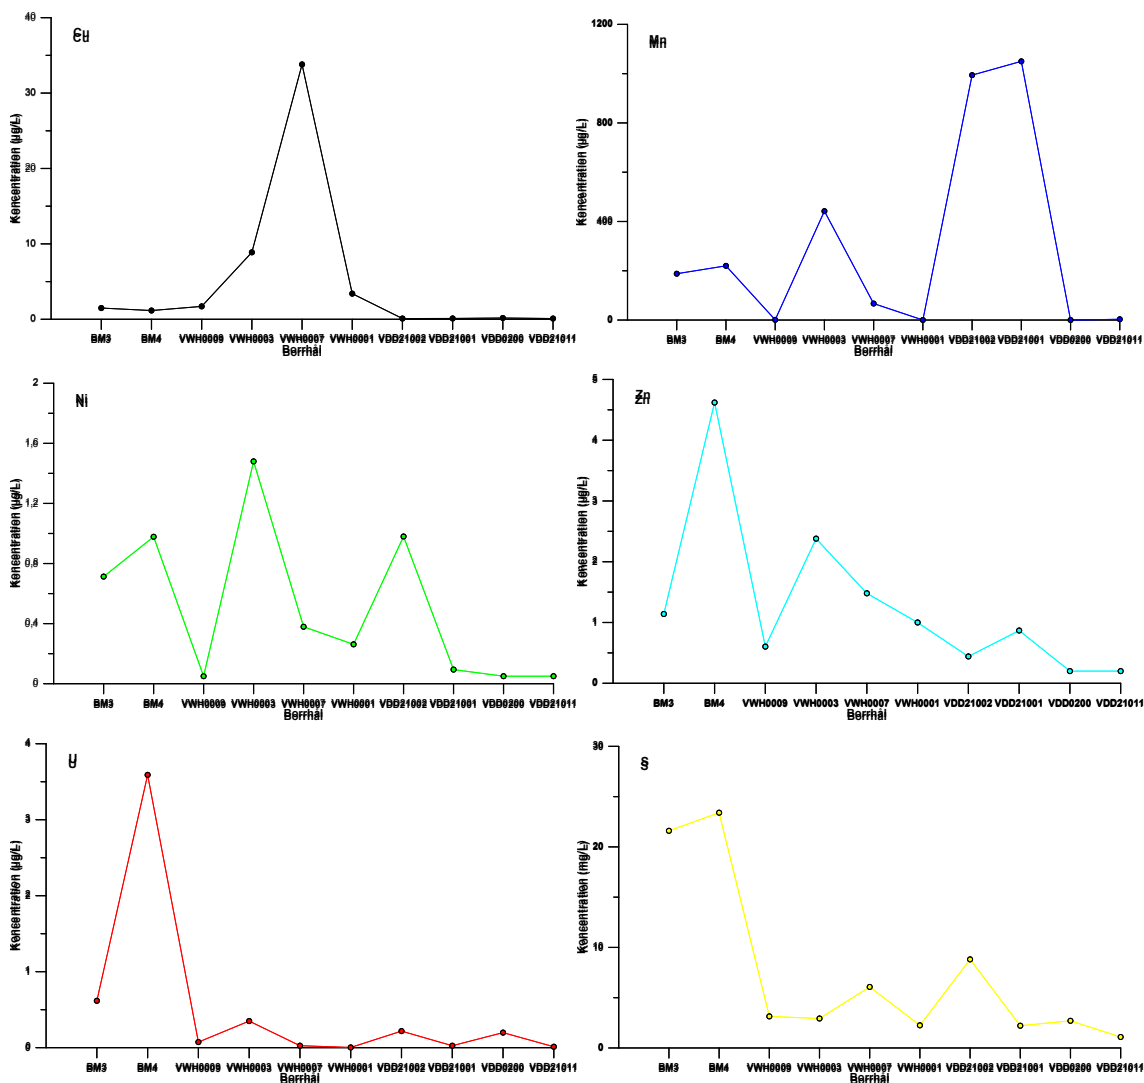 Cu
Koncentration (µg/L)
40
30
20
10
0
BM3 BM4 VWH0009 VWH0003 VWH0007 VWH0001 VDD21002 VDD21001 VDD0200 VDD21011
Borrhål
Mn
Koncentration (µg/L)
1200
800
400
0
BM3 BM4 VWH0009 VWH0003 VWH0007 VWH0001 VDD21002 VDD21001 VDD0200 VDD21011
Borrhål
Ni
Koncentration (µg/L)
2
1,6
1,2
0,8
0,4
0
BM3 BM4 VWH0009 VWH0003 VWH0007 VWH0001 VDD21002 VDD21001 VDD0200 VDD21011
Borrhål
Zn
Koncentration (µg/L)
5
4
3
2
1
0
BM3 BM4 VWH0009 VWH0003 VWH0007 VWH0001 VDD21002 VDD21001 VDD0200 VDD21011
Borrhål
U
Koncentration (µg/L)
4
3
2
1
0
BM3 BM4 VWH0009 VWH0003 VWH0007 VWH0001 VDD21002 VDD21001 VDD0200 VDD21011
Borrhål
S
Koncentration (mg/L)
30
20
10
0
BM3 BM4 VWH0009 VWH0003 VWH0007 VWH0001 VDD21002 VDD21001 VDD0200 VDD21011
Borrhål